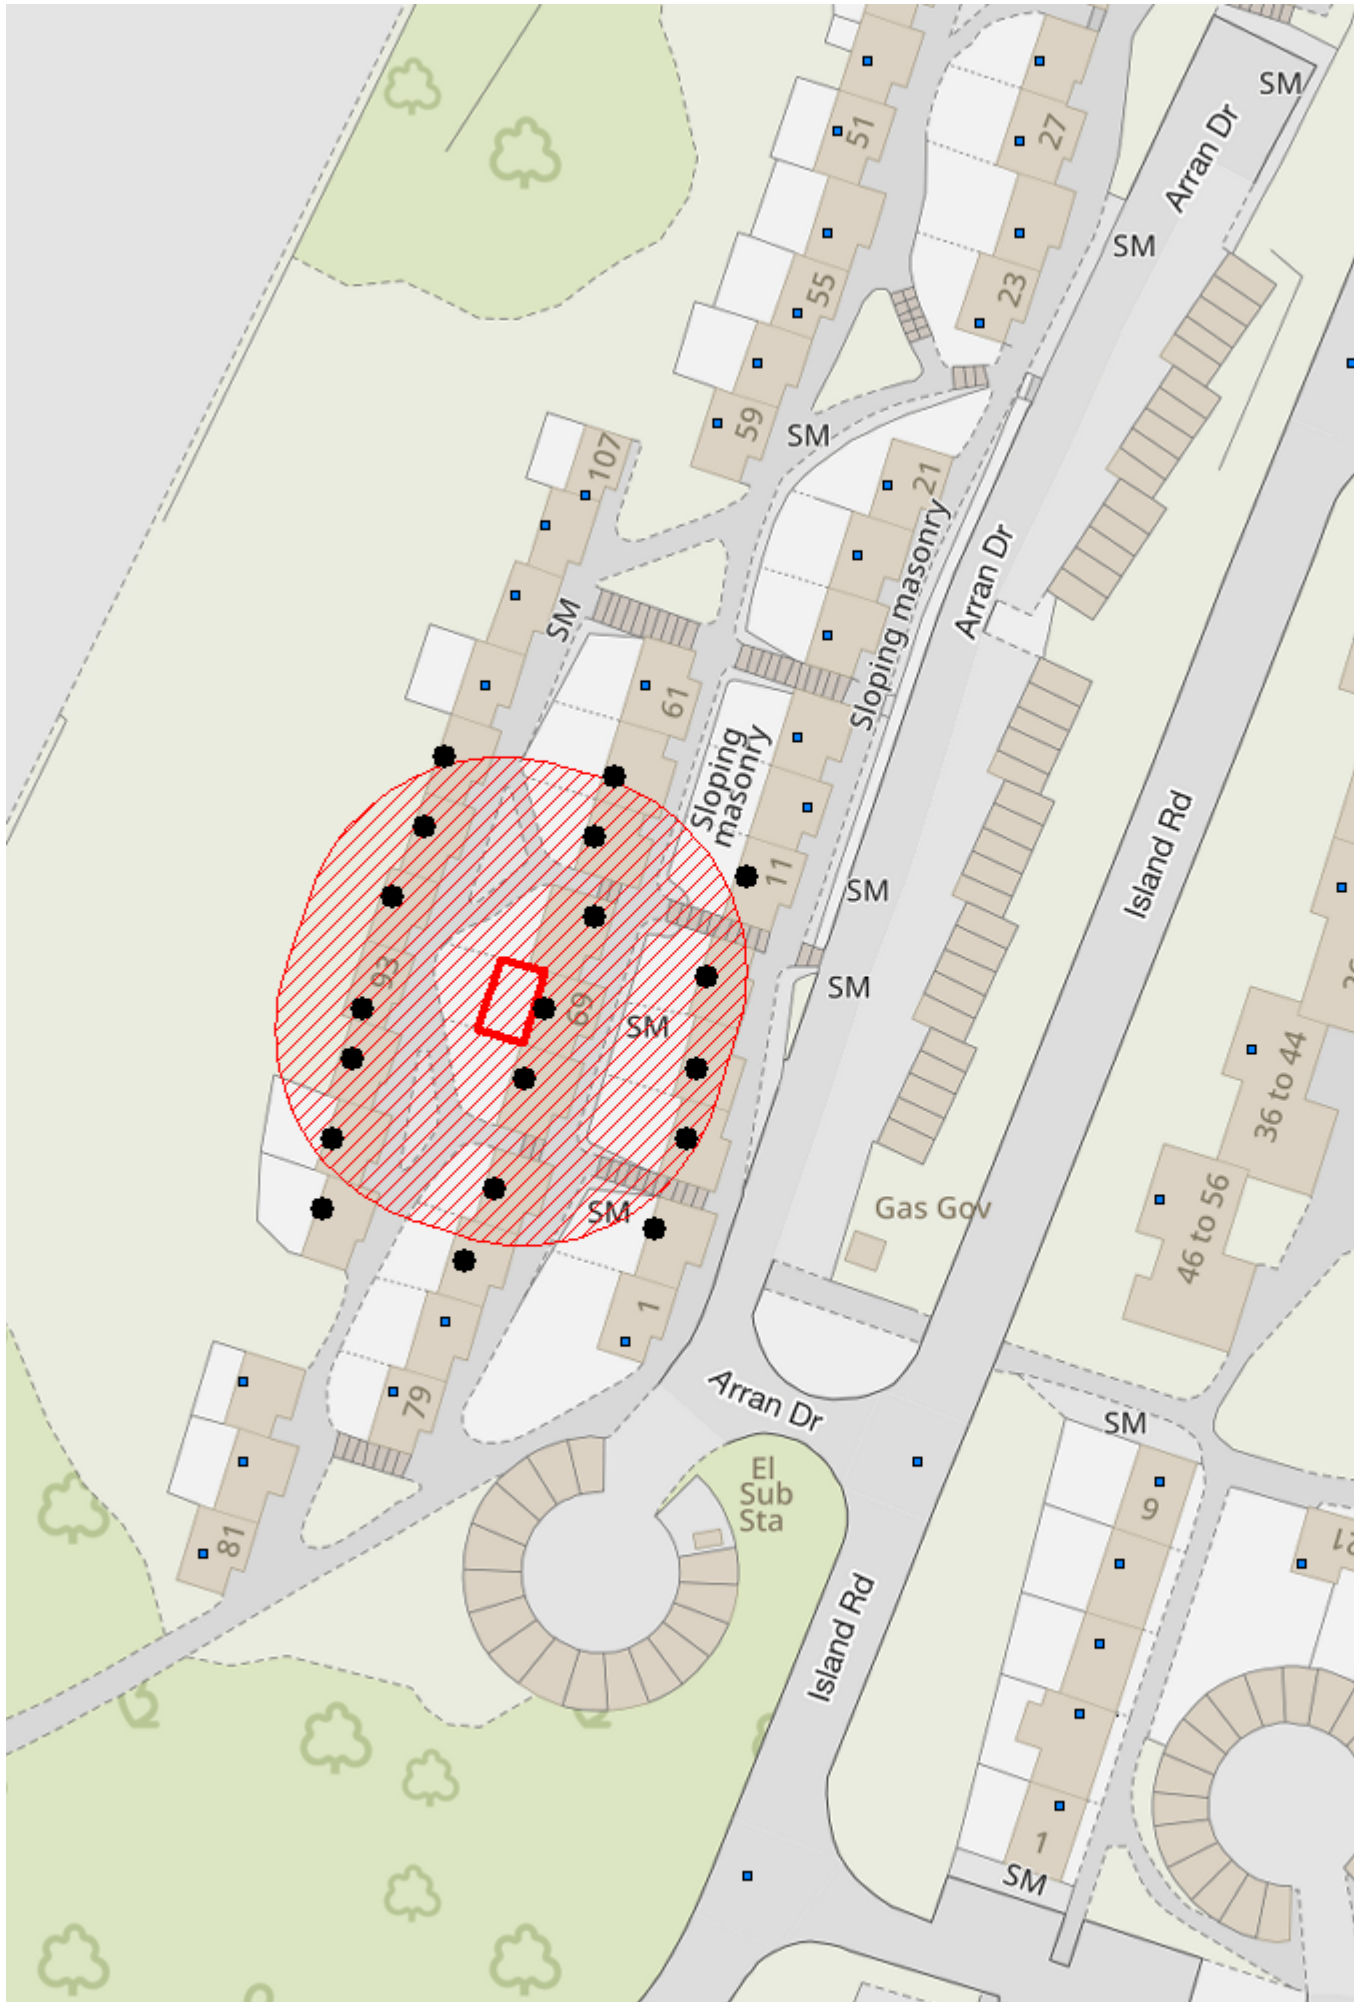 SM
Arran Dr
51
27
SM
55
23
59
SM
107
21
Sloping masonry
Arran Dr
SM
61
Sloping
masonry
Island Rd
11
SM
93
SM
69
SM
36 to 44
46 to 56
SM
Gas Gov
1
Arran Dr
79
SM
El
Sub
Sta
9
81
21
Island Rd
1
SM